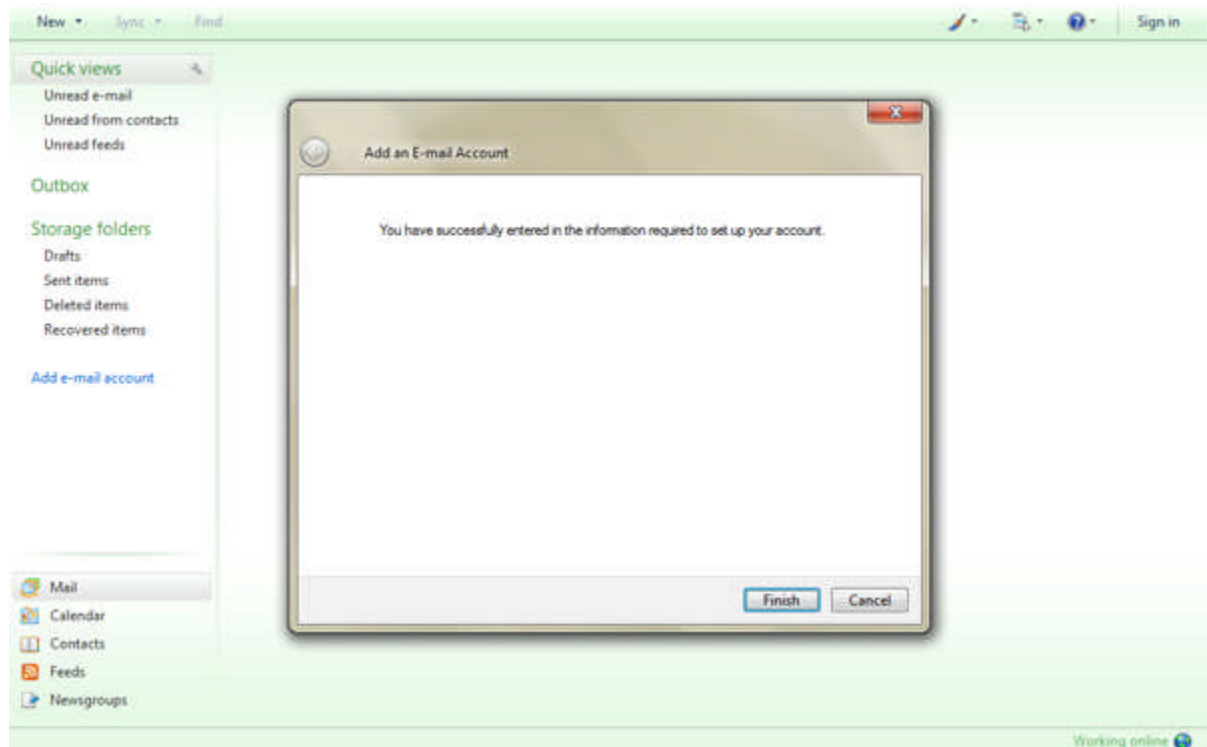 New Sync Find Sign in
Quick views
Unread e-mail
Unread from contacts
Unread feeds
Outbox
Storage folders
Drafts
Sent items
Deleted items
Recovered items
Add e-mail account
Mail
Calendar
Contacts
Feeds
Newsgroups
Add an E-mail Account
You have successfully entered in the information required to set up your account.
Finish Cancel
Working online